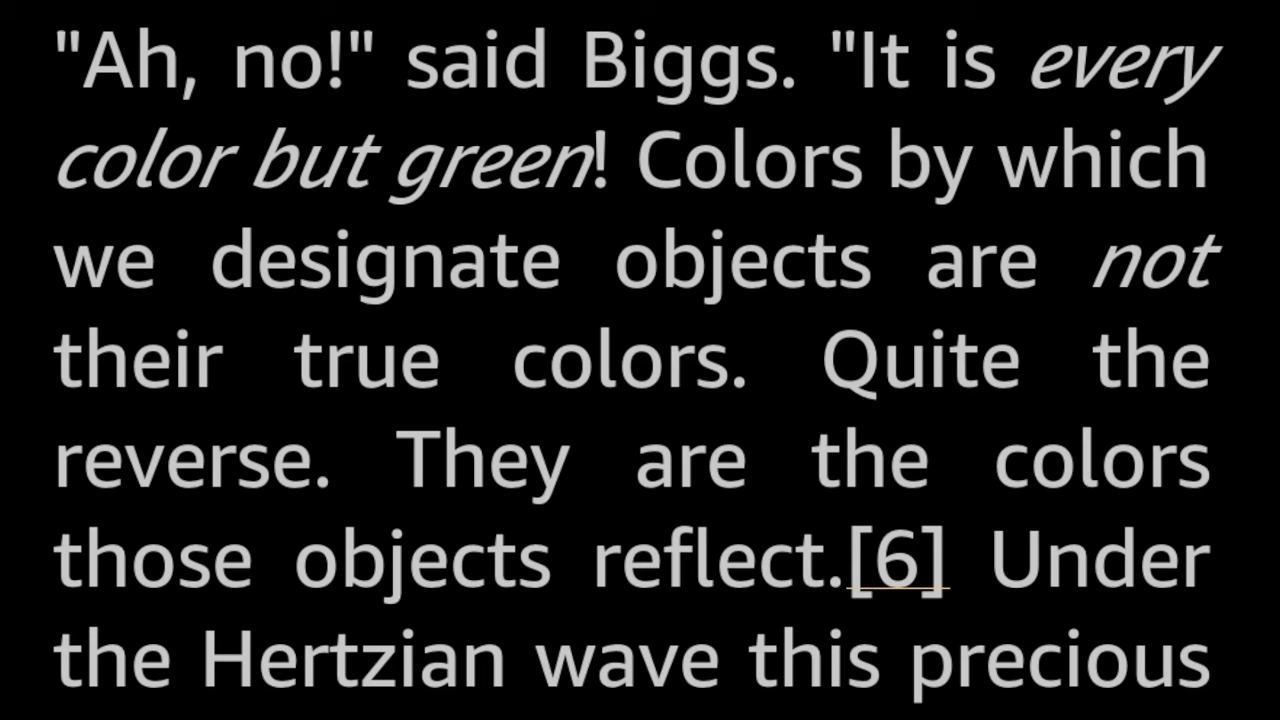 "Ah, no!" said Biggs. "It is every
color but green! Colors by which
we designate objects are not
their true colors. Quite the
reverse. They are the colors
those objects reflect.[6] Under
the Hertzian wave this precious